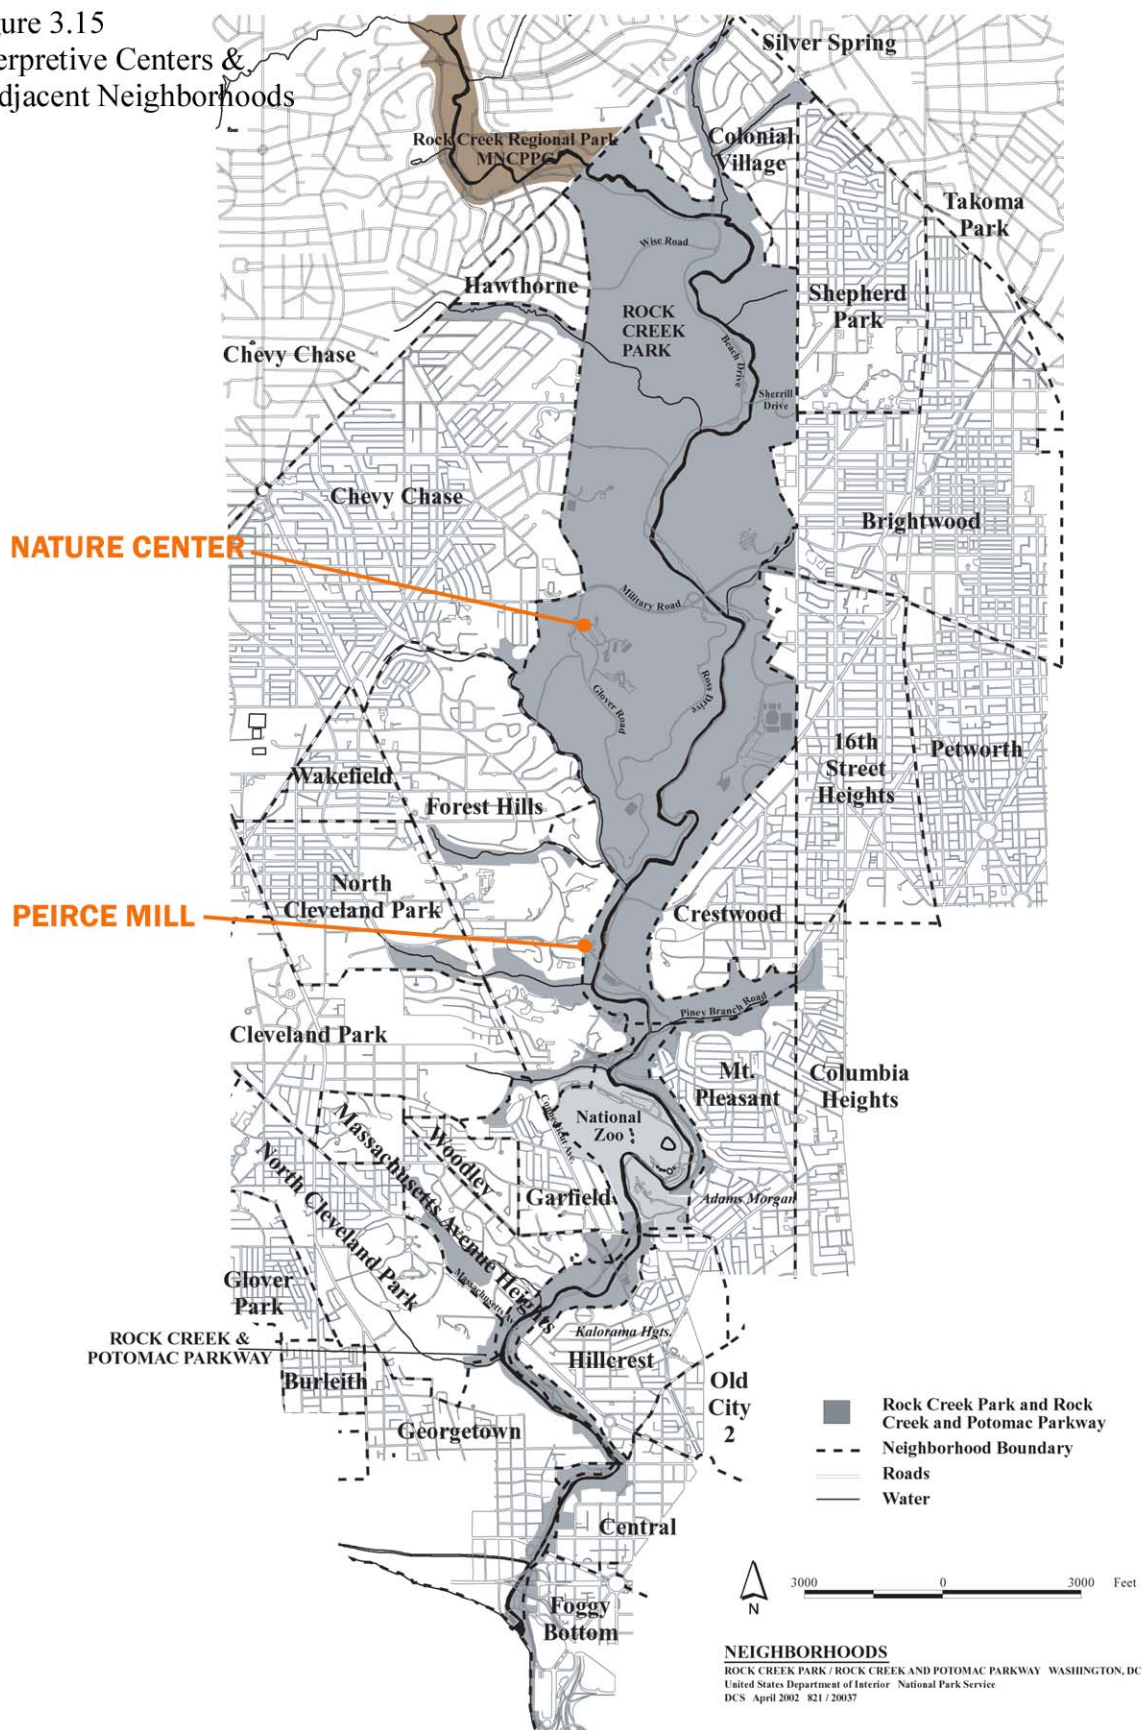 ure 3.15
erpretive Centers &
djacent Neighborhoods
Silver Spring
Rock Creek Regional Park
MNCPPC
Colonial
Village
Takoma
Park
Wise Road
Hawthorne
ROCK
CREEK
PARK
Shepherd
Park
Chevy Chase
Beach Drive
Sherrill
Drive
Chevy Chase
Brightwood
NATURE CENTER
Military Road
Glover Road
Ross Drive
16th
Street
Heights
Petworth
Wakefield
Forest Hills
North
Cleveland Park
PEIRCE MILL
Crestwood
Piney Branch Road
Cleveland Park
Mt.
Pleasant
Columbia
Heights
National
Zoo
Connecticut Ave.
Massachusetts Avenue Heights
Woodley
North Cleveland Park
Garfield
Adams Morgan
Glover
Park
Massachusetts Av.
ROCK CREEK &
POTOMAC PARKWAY
Kalorama Hgts.
Hillcrest
Burleith
Old
City
2
Georgetown
Rock Creek Park and Rock
Creek and Potomac Parkway
Neighborhood Boundary
Roads
Water
Central
Foggy
Bottom
N
3000 0 3000 Feet
NEIGHBORHOODS
ROCK CREEK PARK / ROCK CREEK AND POTOMAC PARKWAY WASHINGTON, DC
United States Department of Interior National Park Service
DCS April 2002 821 / 20037